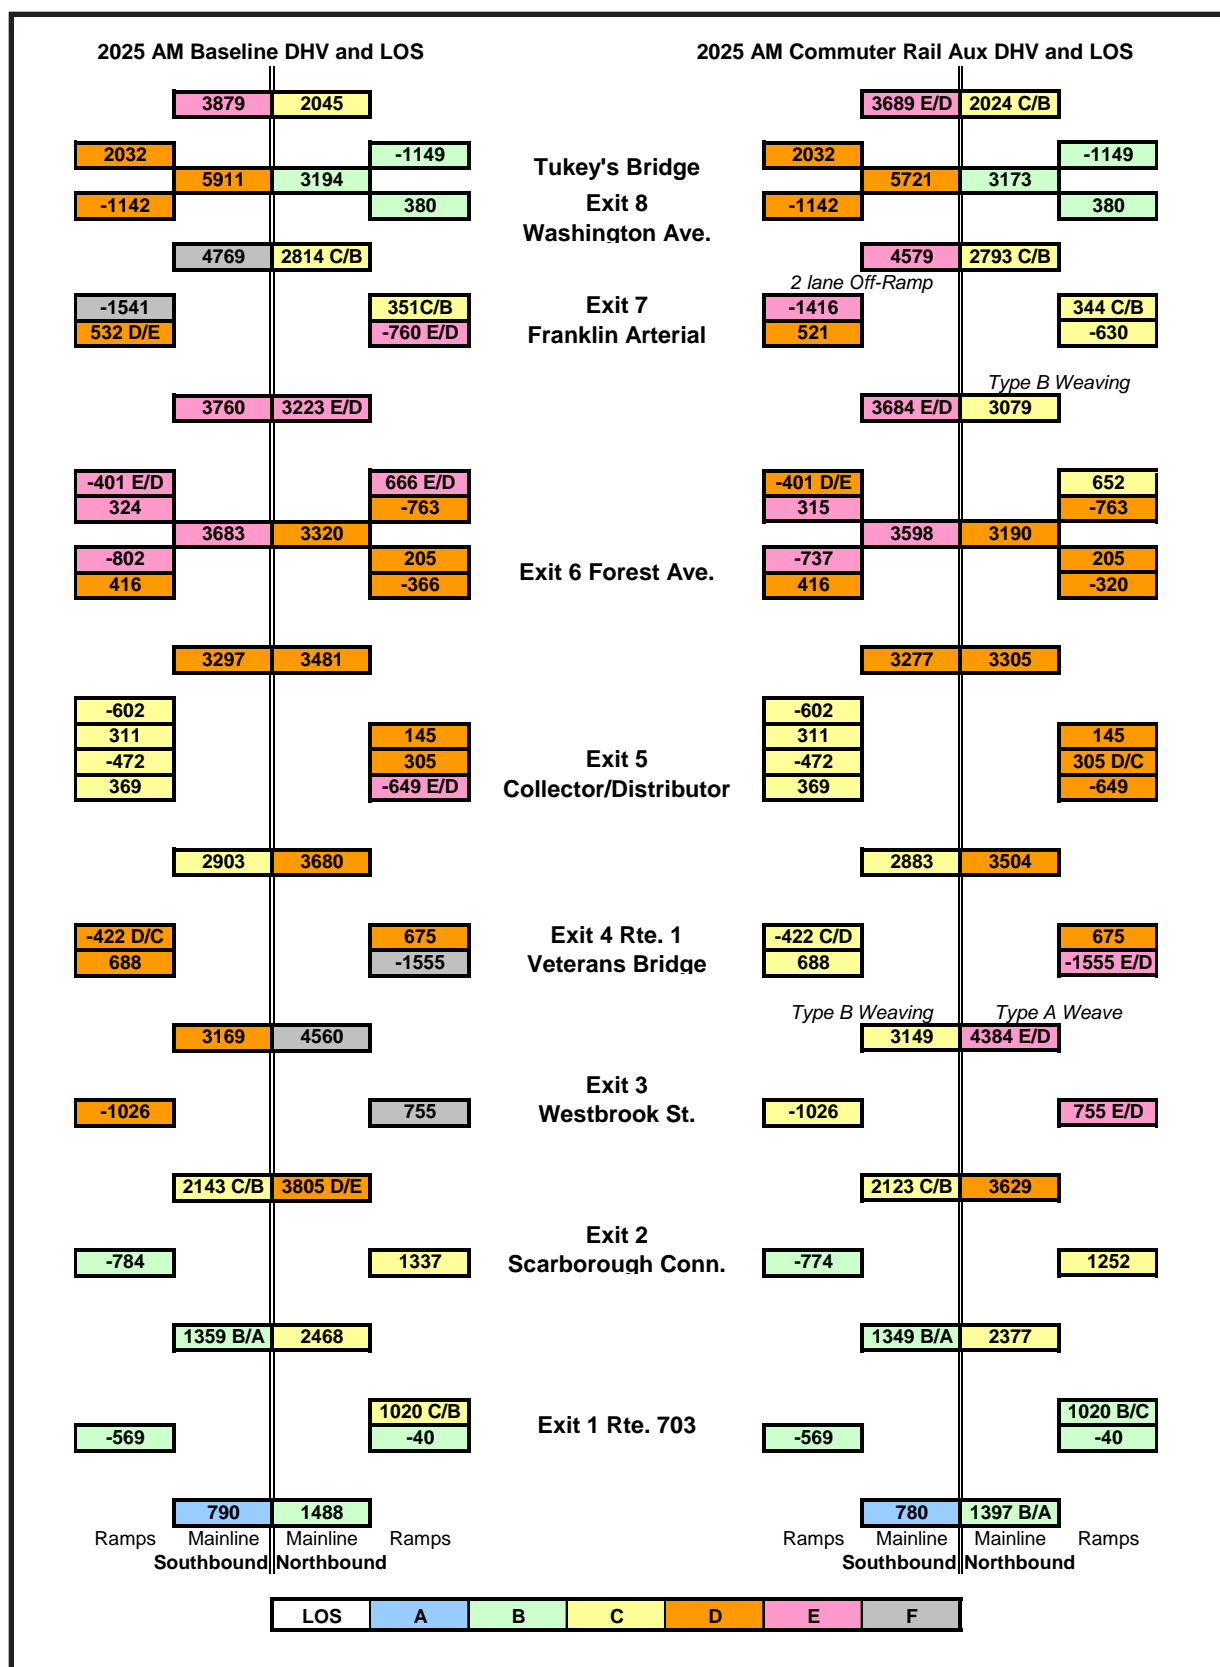 2025 AM Baseline DHV and LOS 2025 AM Commuter Rail Aux DHV and LOS
3879 2045 3689 E/D 2024 C/B
2032 -1149 2032 -1149
Tukey's Bridge
5911 3194 5721 3173
-1142 380 Exit 8 -1142 380
Washington Ave.
4769 2814 C/B 4579 2793 C/B
2 lane Off-Ramp
-1541 351C/B Exit 7 -1416 344 C/B
532 D/E -760 E/D Franklin Arterial 521 -630
Type B Weaving
3760 3223 E/D 3684 E/D 3079
-401 E/D 666 E/D -401 D/E 652
324 -763 315 -763
3683 3320 3598 3190
-802 205 Exit 6 Forest Ave. -737 205
416 -366 416 -320
3297 3481 3277 3305
-602 -602
311 145 311 145
-472 305 Exit 5 -472 305 D/C
369 -649 E/D Collector/Distributor 369 -649
2903 3680 2883 3504
-422 D/C 675 Exit 4 Rte. 1 -422 C/D 675
688 -1555 Veterans Bridge 688 -1555 E/D
Type B Weaving Type A Weave
3169 4560 3149 4384 E/D
Exit 3
-1026 755 Westbrook St. -1026 755 E/D
2143 C/B 3805 D/E 2123 C/B 3629
Exit 2
-784 1337 Scarborough Conn. -774 1252
1359 B/A 2468 1349 B/A 2377
1020 C/B 1020 B/C
-569 -40 Exit 1 Rte. 703 -569 -40
790 1488 780 1397 B/A
Ramps Mainline Mainline Ramps Ramps Mainline Mainline Ramps
Southbound Northbound Southbound Northbound
LOS A B C D E F